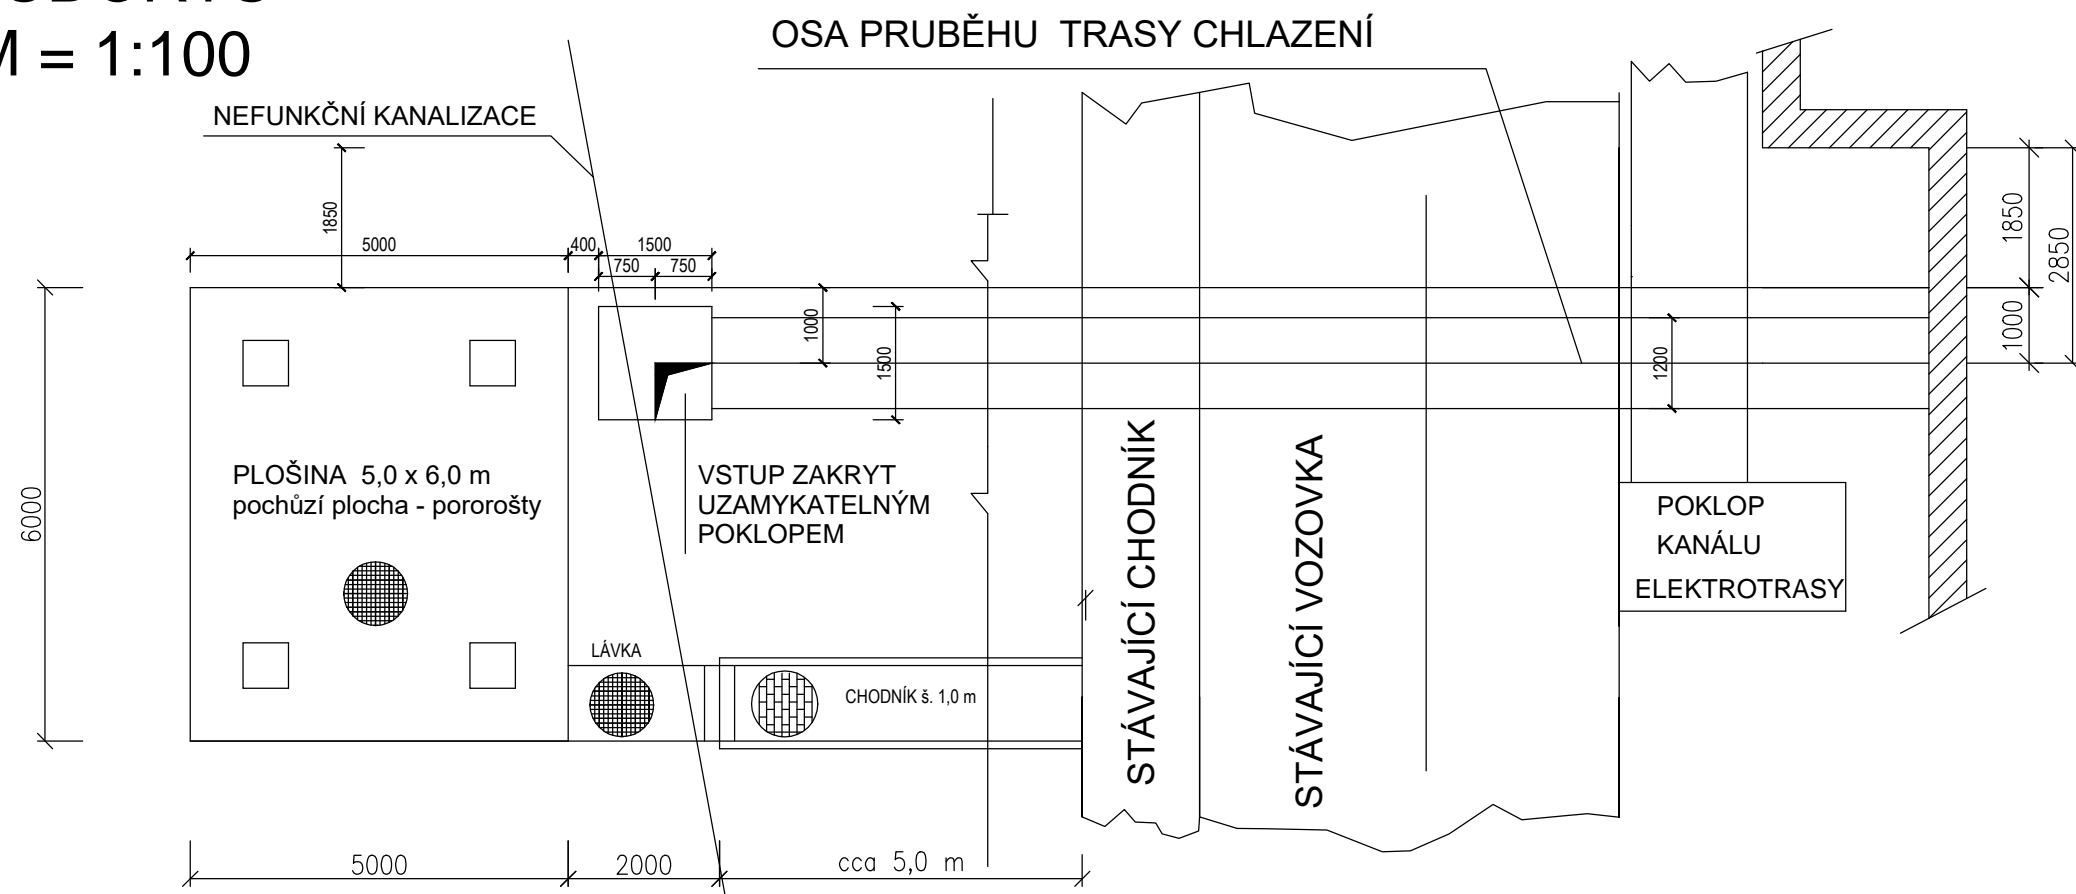 M = 1:100
OSA PRUBĚHU TRASY CHLAZENÍ
NEFUNKČNÍ KANALIZACE
1850
5000
400
1500
750
750
1000
1500
1200
1850
2850
1000
6000
PLOŠINA 5,0 x 6,0 m
pochůzí plocha - pororošty
VSTUP ZAKRYT
UZAMYKATELNÝM
POKLOPEM
STÁVAJÍCÍ CHODNÍK
STÁVAJÍCÍ VOZOVKA
POKLOP
KANÁLU
ELEKTROTRASY
LÁVKA
CHODNÍK š. 1,0 m
5000
2000
cca 5,0 m